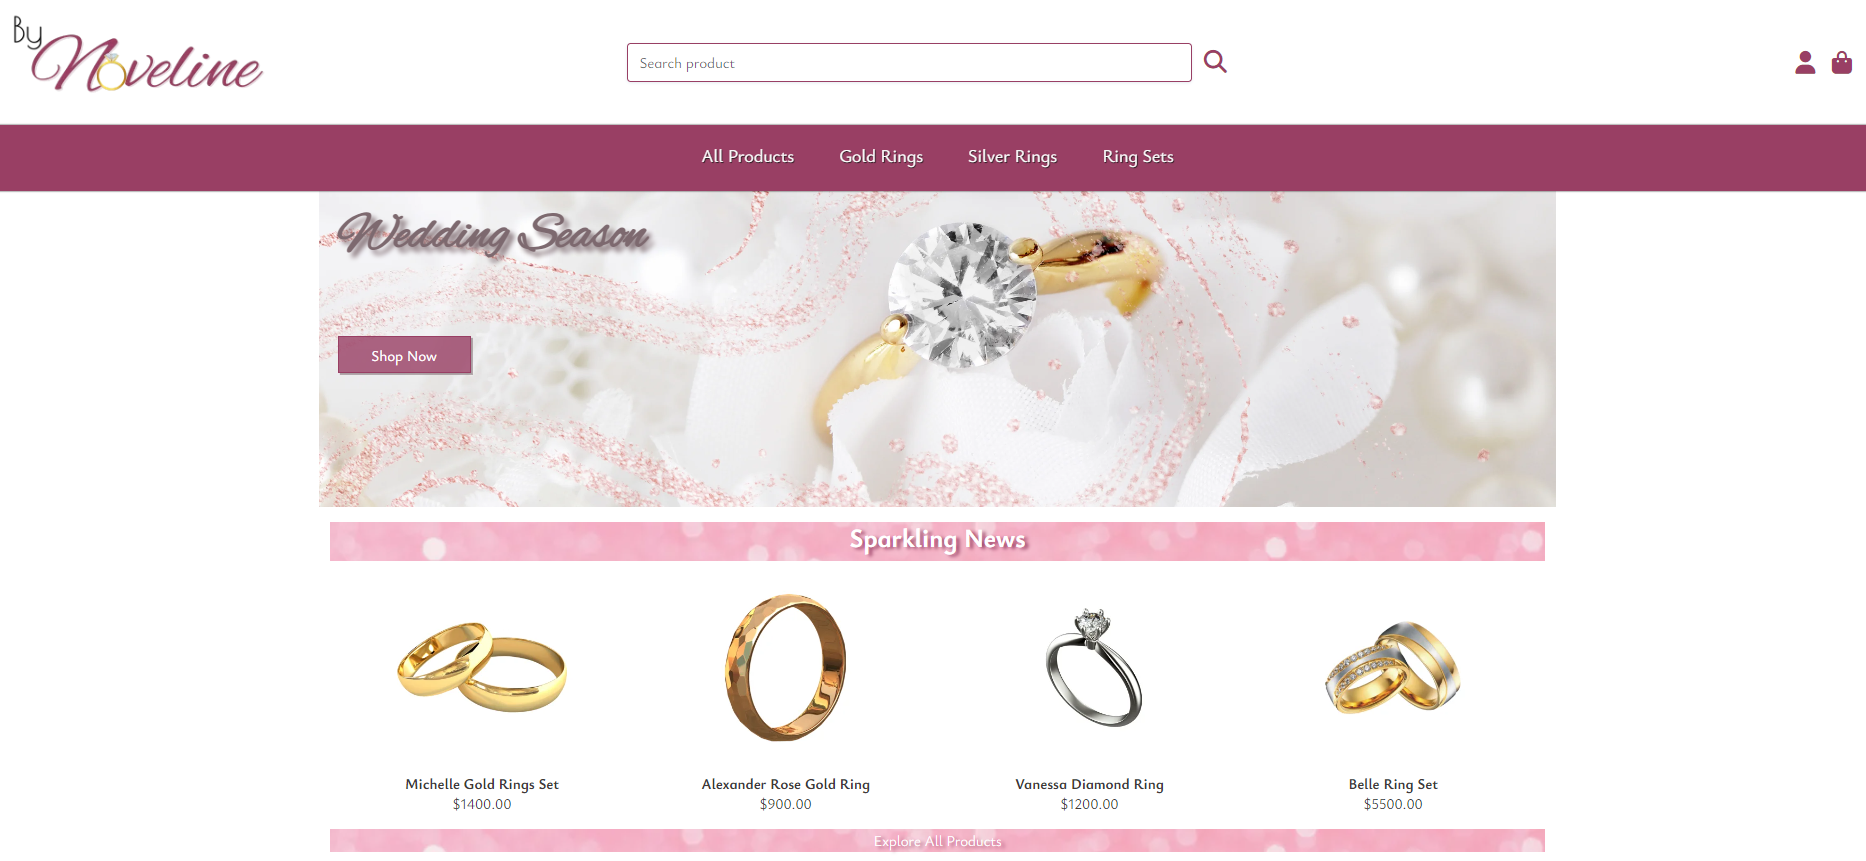 By
Noveline
Search product
All Products Gold Rings Silver Rings Ring Sets
Wedding Season
Shop Now
Sparkling News
Michelle Gold Rings Set
$1400.00
Alexander Rose Gold Ring
$900.00
Vanessa Diamond Ring
$1200.00
Belle Ring Set
$5500.00
Explore All Products